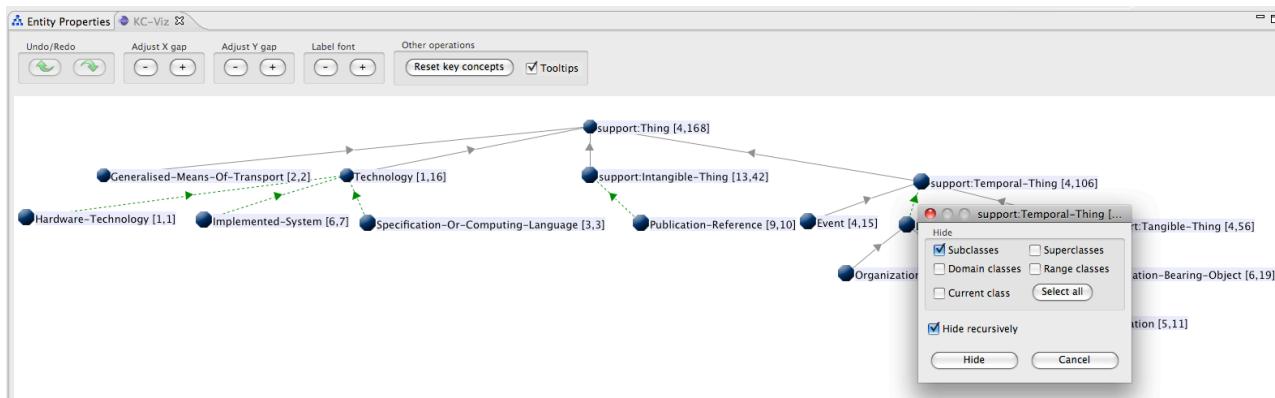 Entity Properties KC-Viz
Undo/Redo Adjust X gap Adjust Y gap Label font Other operations
- + - + - + Reset key concepts Tooltips
support:Thing [4,168]
Generalised-Means-Of-Transport [2,2] Technology [1,16] support:Intangible-Thing [13,42] support:Temporal-Thing [4,106]
Hardware-Technology [1,1] Implemented-System [6,7] Specification-Or-Computing-Language [3,3] Publication-Reference [9,10] Event [4,15] rt:Tangible-Thing [4,56]
support:Temporal-Thing [...
Hide
Subclasses Superclasses
Domain classes Range classes
Current class Select all
Organization ation-Bearing-Object [6,19]
ation [5,11]
Hide recursively
Hide Cancel